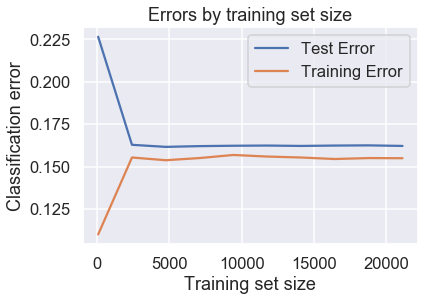 Errors by training set size
Test Error
Training Error
Classification error
0.225
0.200
0.175
0.150
0.125
0 5000 10000 15000 20000
Training set size